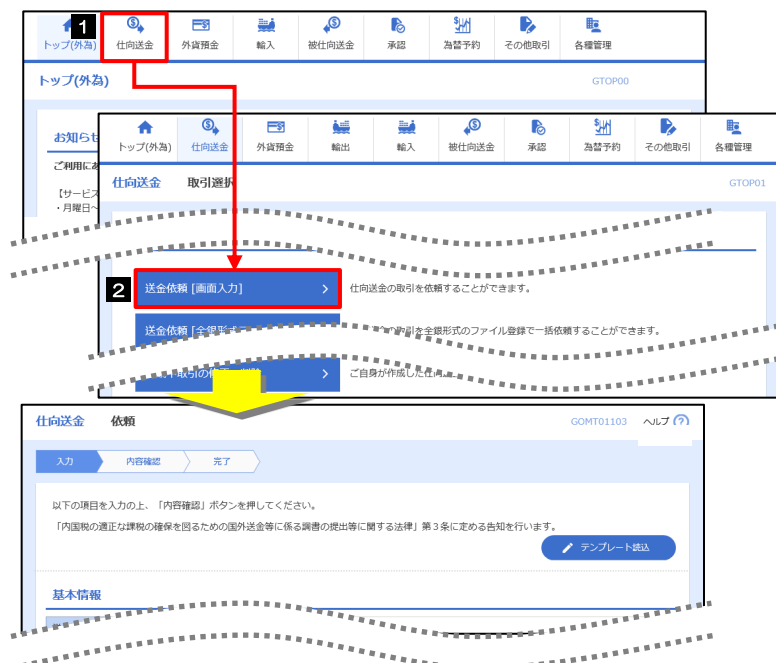 1
トップ(外為) 仕向送金 外貨預金 輸入 被仕向送金 承認 為替予約 その他取引 各種管理
トップ(外為) GTOP00
お知らせ
トップ(外為) 仕向送金 外貨預金 輸出 輸入 被仕向送金 承認 為替予約 その他取引 各種管理
ご利用にあ
仕向送金 取引選択 GTOP01
【サービス
・月曜日~
2
送金依頼 [画面入力] 仕向送金の取引を依頼することができます。
送金依頼 [全銀形式 の取引を全銀形式のファイル登録で一括依頼することができます。
取引の ご自身が作成した仕向
仕向送金 依頼 GOMT01103 ヘルプ ?
入力 内容確認 完了
以下の項目を入力の上、「内容確認」ボタンを押してください。
「内国税の適正な課税の確保を図るための国外送金等に係る調書の提出等に関する法律」第3条に定める告知を行います。
テンプレート読込
基本情報